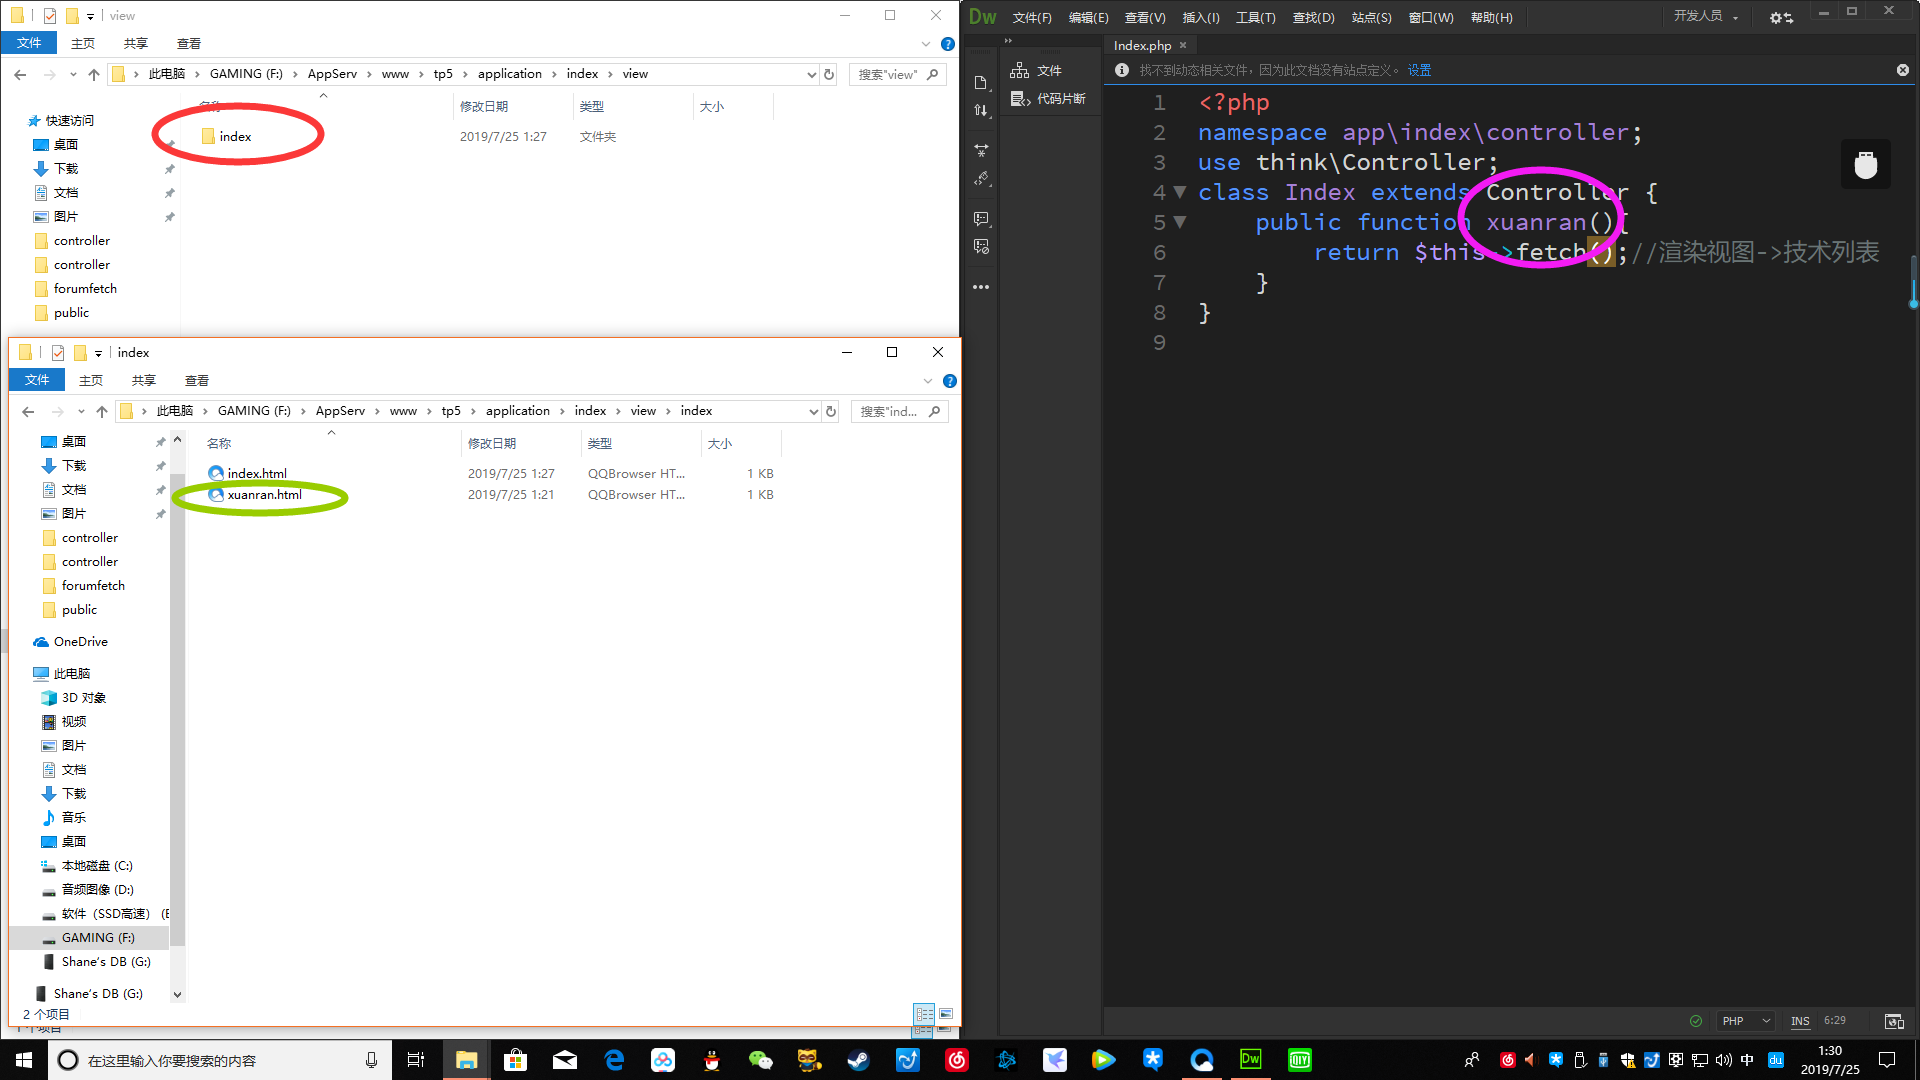 view
文件 主页 共享 查看
此电脑 GAMING (F:) AppServ www tp5 application index view
搜索"view"
名称 修改日期 类型 大小
index 2019/7/25 1:27 文件夹
快速访问
桌面
下载
文档
图片
controller
controller
forumfetch
public
index
文件 主页 共享 查看
此电脑 GAMING (F:) AppServ www tp5 application index view index
搜索"ind...
名称 修改日期 类型 大小
index.html 2019/7/25 1:27 QQBrowser HT... 1 KB
xuanran.html 2019/7/25 1:21 QQBrowser HT... 1 KB
桌面
下载
文档
图片
controller
controller
forumfetch
public
OneDrive
此电脑
3D 对象
视频
图片
文档
下载
音乐
桌面
本地磁盘 (C:)
音频图像 (D:)
软件（SSD高速） (E
GAMING (F:)
Shane's DB (G:)
Shane's DB (G:)
2 个项目
1 个项目
Dw 文件(F) 编辑(E) 查看(V) 插入(I) 工具(T) 查找(D) 站点(S) 窗口(W) 帮助(H) 开发人员
Index.php
文件
代码片断
找不到动态相关文件，因为此文档没有站点定义。 设置
1 <?php
2 namespace app\index\controller;
3 use think\Controller;
4 class Index extends Controller {
5 public function xuanran(){
6 return $this->fetch();//渲染视图->技术列表
7 }
8 }
9
PHP INS 6:29
在这里输入你要搜索的内容
Dw
DIY
中
du
1:30
2019/7/25